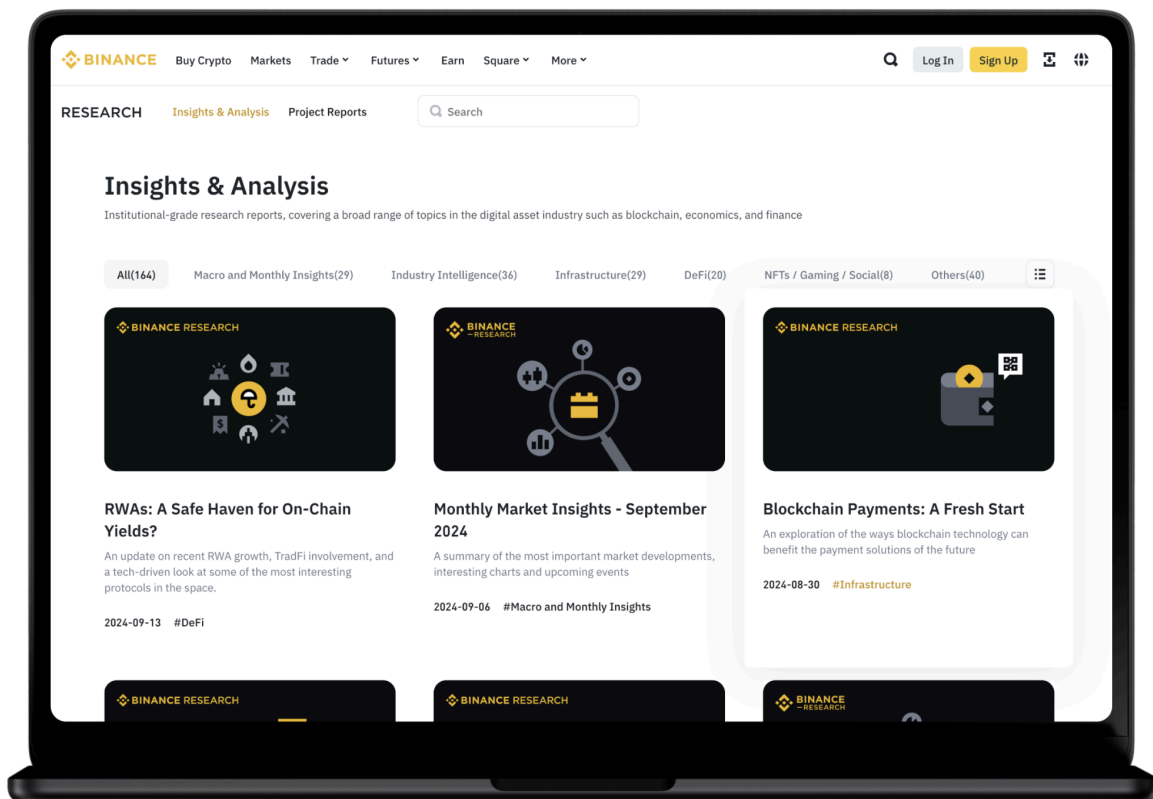 BINANCE Buy Crypto Markets Trade Futures Earn Square More Log In Sign Up
RESEARCH Insights & Analysis Project Reports Search
Insights & Analysis
Institutional-grade research reports, covering a broad range of topics in the digital asset industry such as blockchain, economics, and finance
All(164) Macro and Monthly Insights(29) Industry Intelligence(36) Infrastructure(29) DeFi(20) NFTs / Gaming / Social(8) Others(40)
BINANCE RESEARCH
$
RWAs: A Safe Haven for On-Chain
Yields?
An update on recent RWA growth, TradFi involvement, and
a tech-driven look at some of the most interesting
protocols in the space.
2024-09-13 #DeFi
BINANCE
–RESEARCH
Monthly Market Insights - September
2024
A summary of the most important market developments,
interesting charts and upcoming events
2024-09-06 #Macro and Monthly Insights
BINANCE RESEARCH
Blockchain Payments: A Fresh Start
An exploration of the ways blockchain technology can
benefit the payment solutions of the future
2024-08-30 #Infrastructure
BINANCE RESEARCH
BINANCE RESEARCH
BINANCE
–RESEARCH